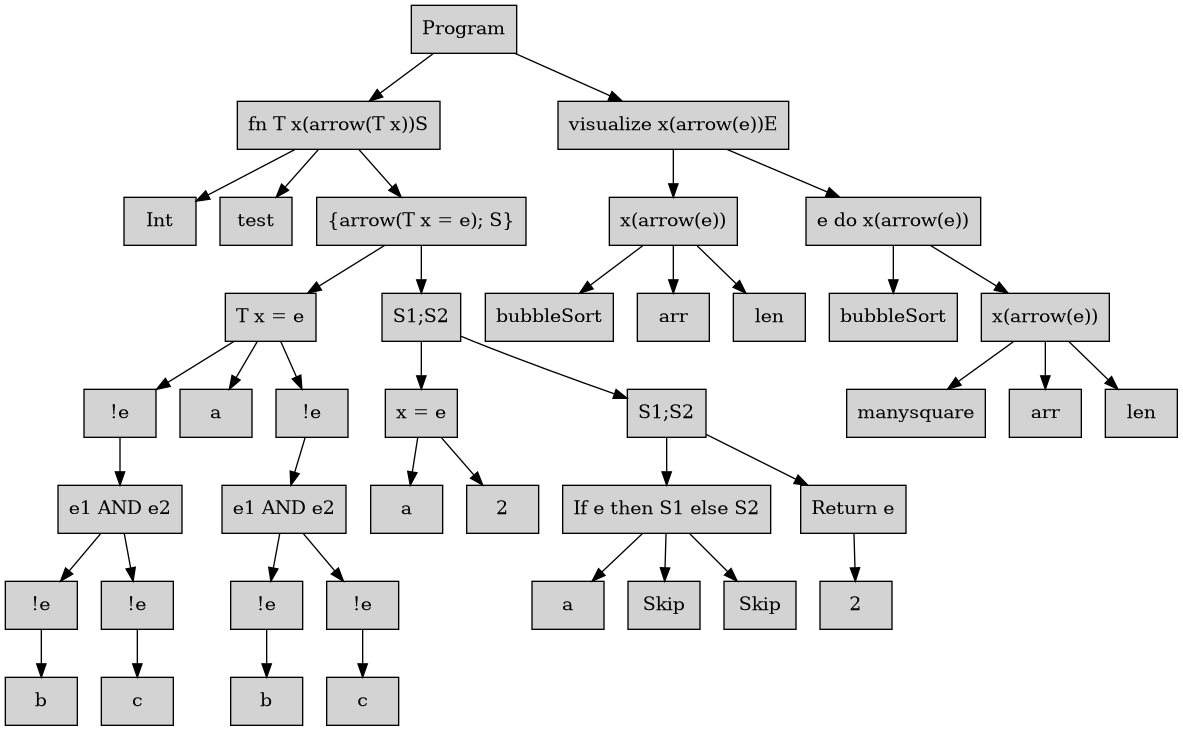 Program
fn T x(arrow(T x))S
visualize x(arrow(e))E
Int
test
{arrow(T x = e); S}
x(arrow(e))
e do x(arrow(e))
T x = e
S1;S2
bubbleSort
arr
len
bubbleSort
x(arrow(e))
!e
a
!e
x = e
S1;S2
manysquare
arr
len
e1 AND e2
e1 AND e2
a
2
If e then S1 else S2
Return e
!e
!e
!e
!e
a
Skip
Skip
2
b
c
b
c